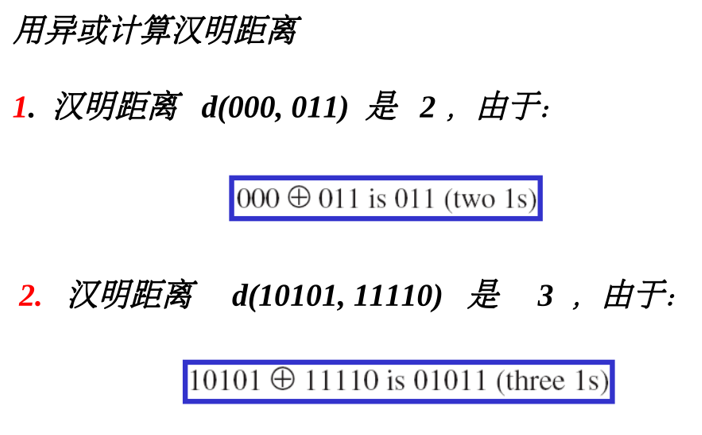 用异或计算汉明距离
1. 汉明距离 d(000, 011) 是 2 ，由于:
000 ⊕ 011 is 011 (two 1s)
2. 汉明距离 d(10101, 11110) 是 3 ，由于:
10101 ⊕ 11110 is 01011 (three 1s)